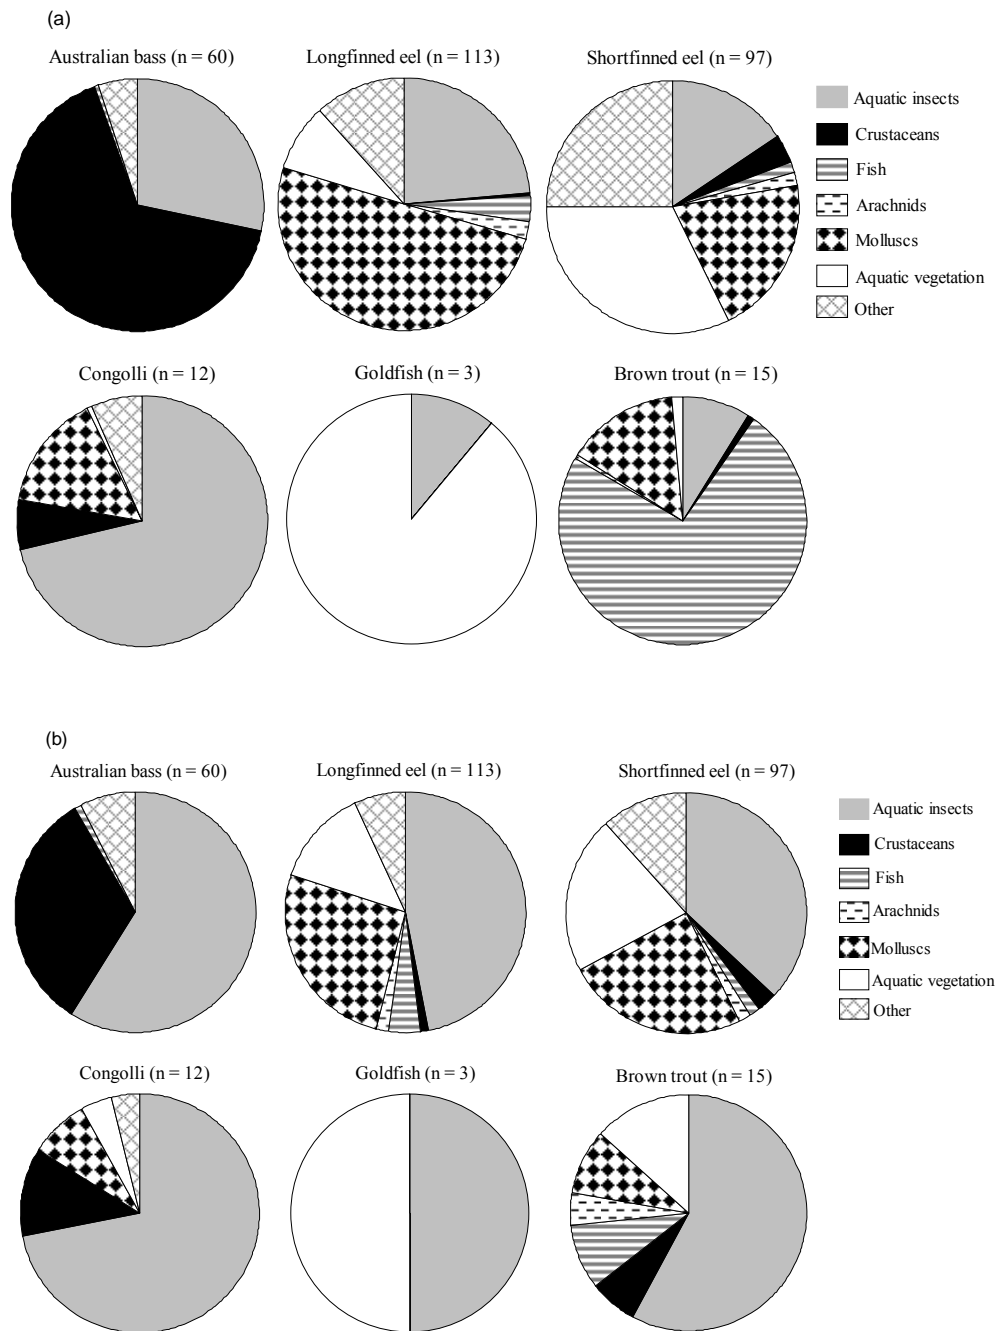 (a)
Australian bass (n = 60)
Longfinned eel (n = 113)
Shortfinned eel (n = 97)
Aquatic insects
Crustaceans
Fish
Arachnids
Molluscs
Aquatic vegetation
Other
Congolli (n = 12)
Goldfish (n = 3)
Brown trout (n = 15)
(b)
Australian bass (n = 60)
Longfinned eel (n = 113)
Shortfinned eel (n = 97)
Aquatic insects
Crustaceans
Fish
Arachnids
Molluscs
Aquatic vegetation
Other
Congolli (n = 12)
Goldfish (n = 3)
Brown trout (n = 15)